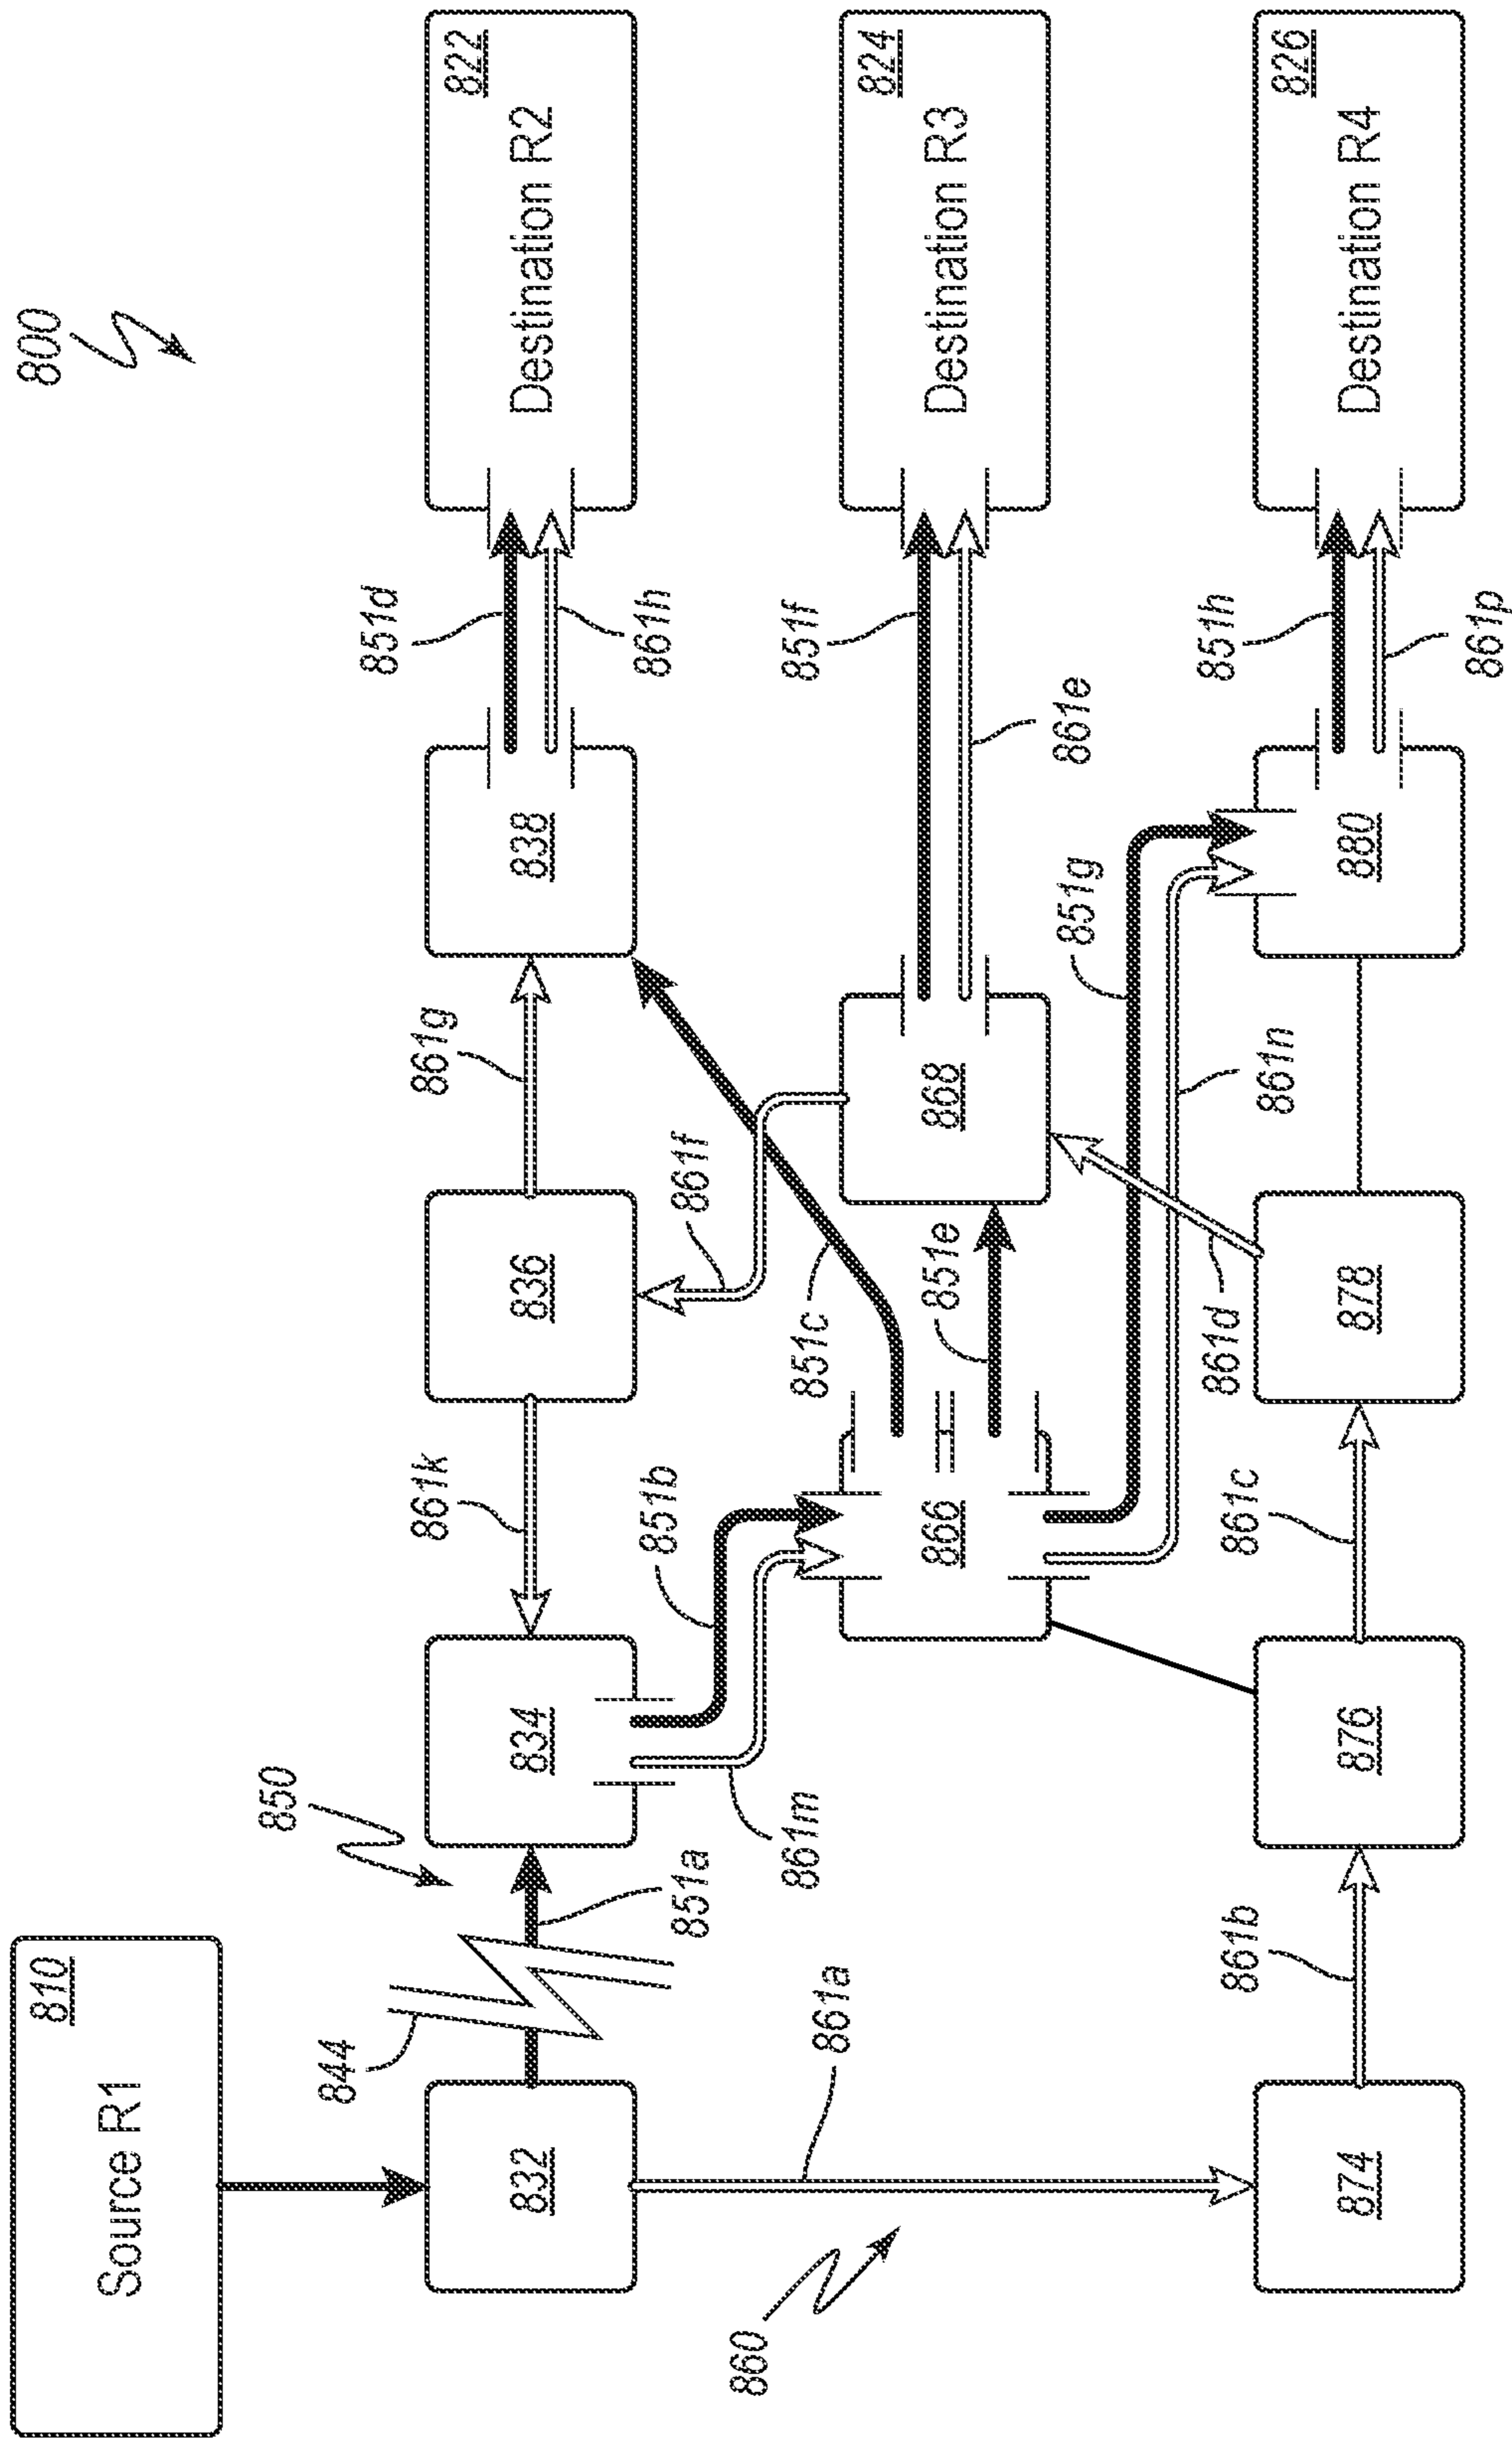 800
810
Source R1
822
Destination R2
824
Destination R3
826
Destination R4
832
834
836
838
844
850
851a
861k
861g
851d
861h
861m
851b
861f
851c
866
851e
868
851f
861e
860
861a
851g
861n
861d
874
861b
876
861c
878
880
851h
861p